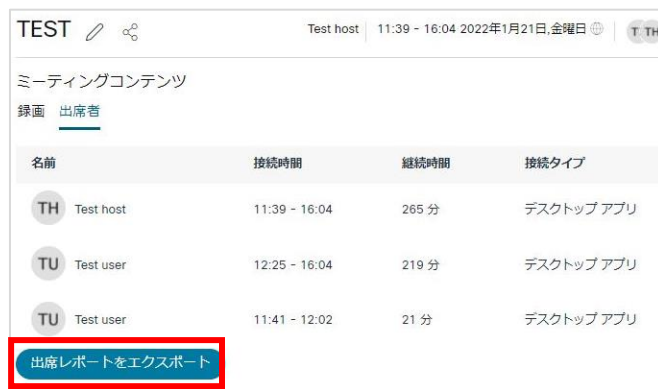 TEST Test host 11:39 - 16:04 2022年1月21日,金曜日 T TH
ミーティングコンテンツ
録画 出席者
名前 接続時間 継続時間 接続タイプ
TH Test host 11:39 - 16:04 265 分 デスクトップ アプリ
TU Test user 12:25 - 16:04 219 分 デスクトップ アプリ
TU Test user 11:41 - 12:02 21 分 デスクトップ アプリ
出席レポートをエクスポート